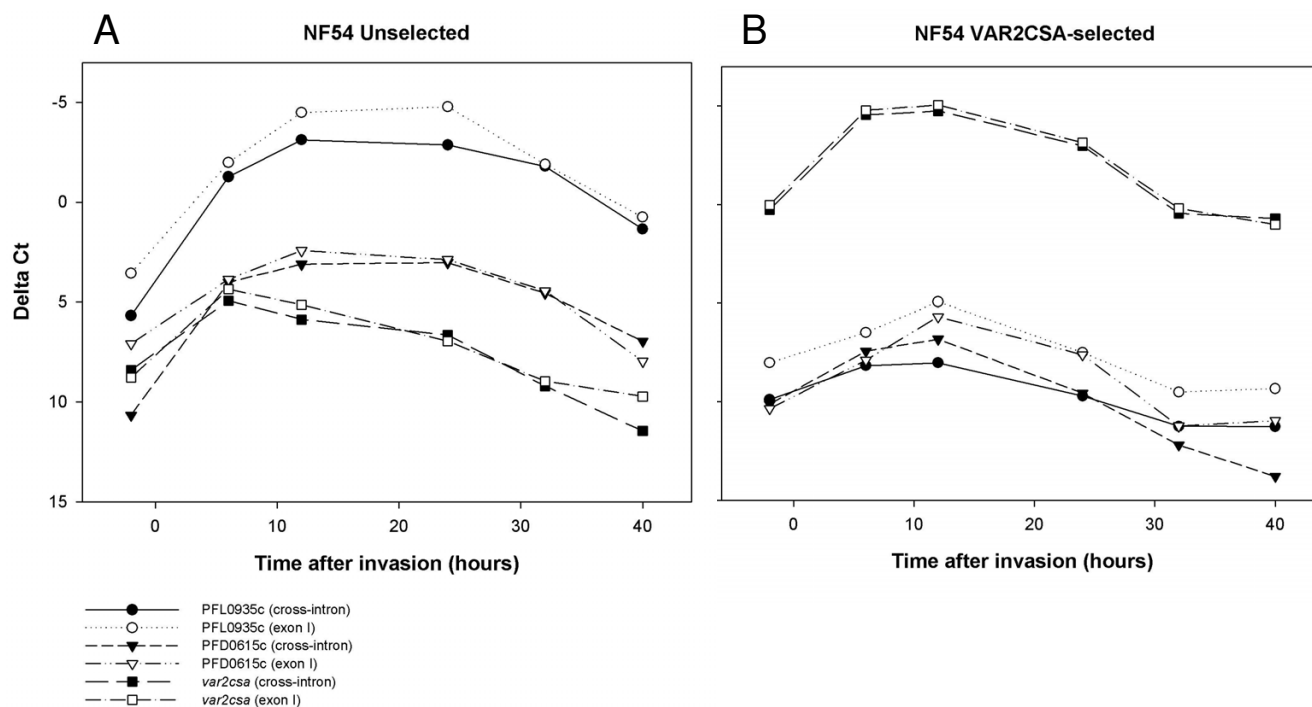 A
NF54 Unselected
B
NF54 VAR2CSA-selected
Delta Ct
-5
0
5
10
15
0 10 20 30 40
Time after invasion (hours)
0 10 20 30 40
Time after invasion (hours)
PFL0935c (cross-intron)
PFL0935c (exon I)
PFD0615c (cross-intron)
PFD0615c (exon I)
var2csa (cross-intron)
var2csa (exon I)